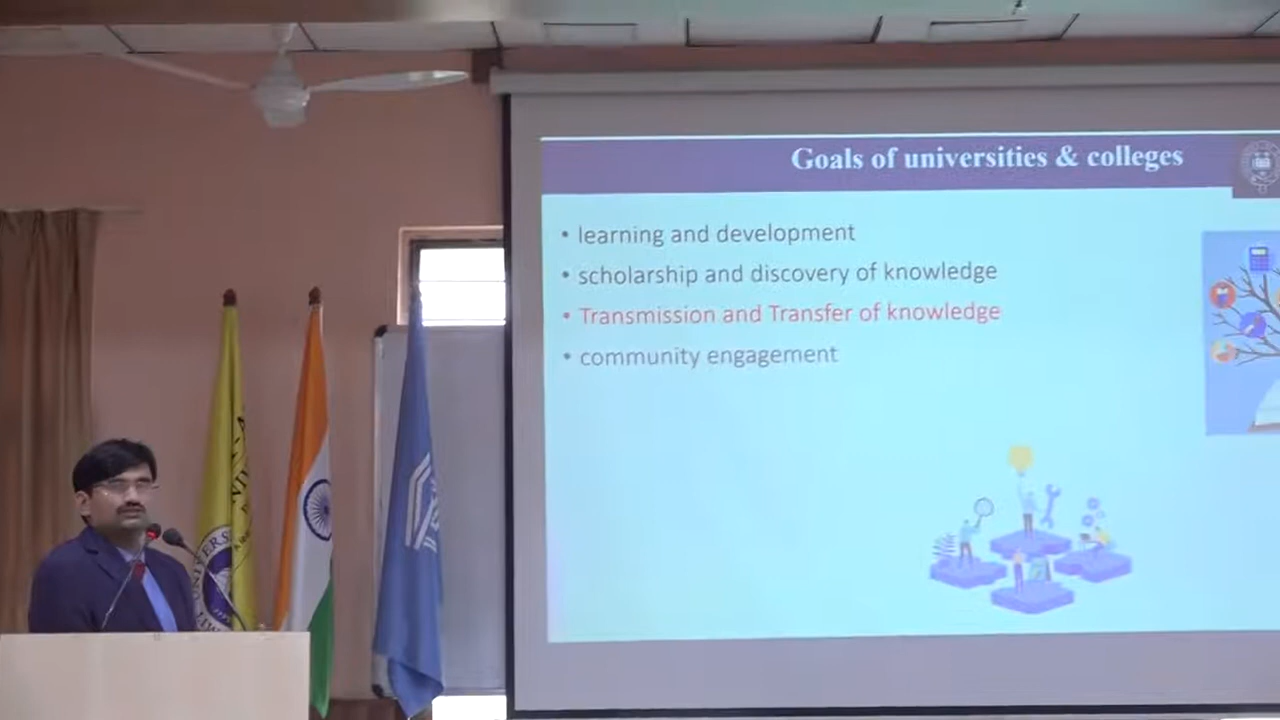 Goals of universities & colleges
• learning and development
• scholarship and discovery of knowledge
• Transmission and Transfer of knowledge
• community engagement